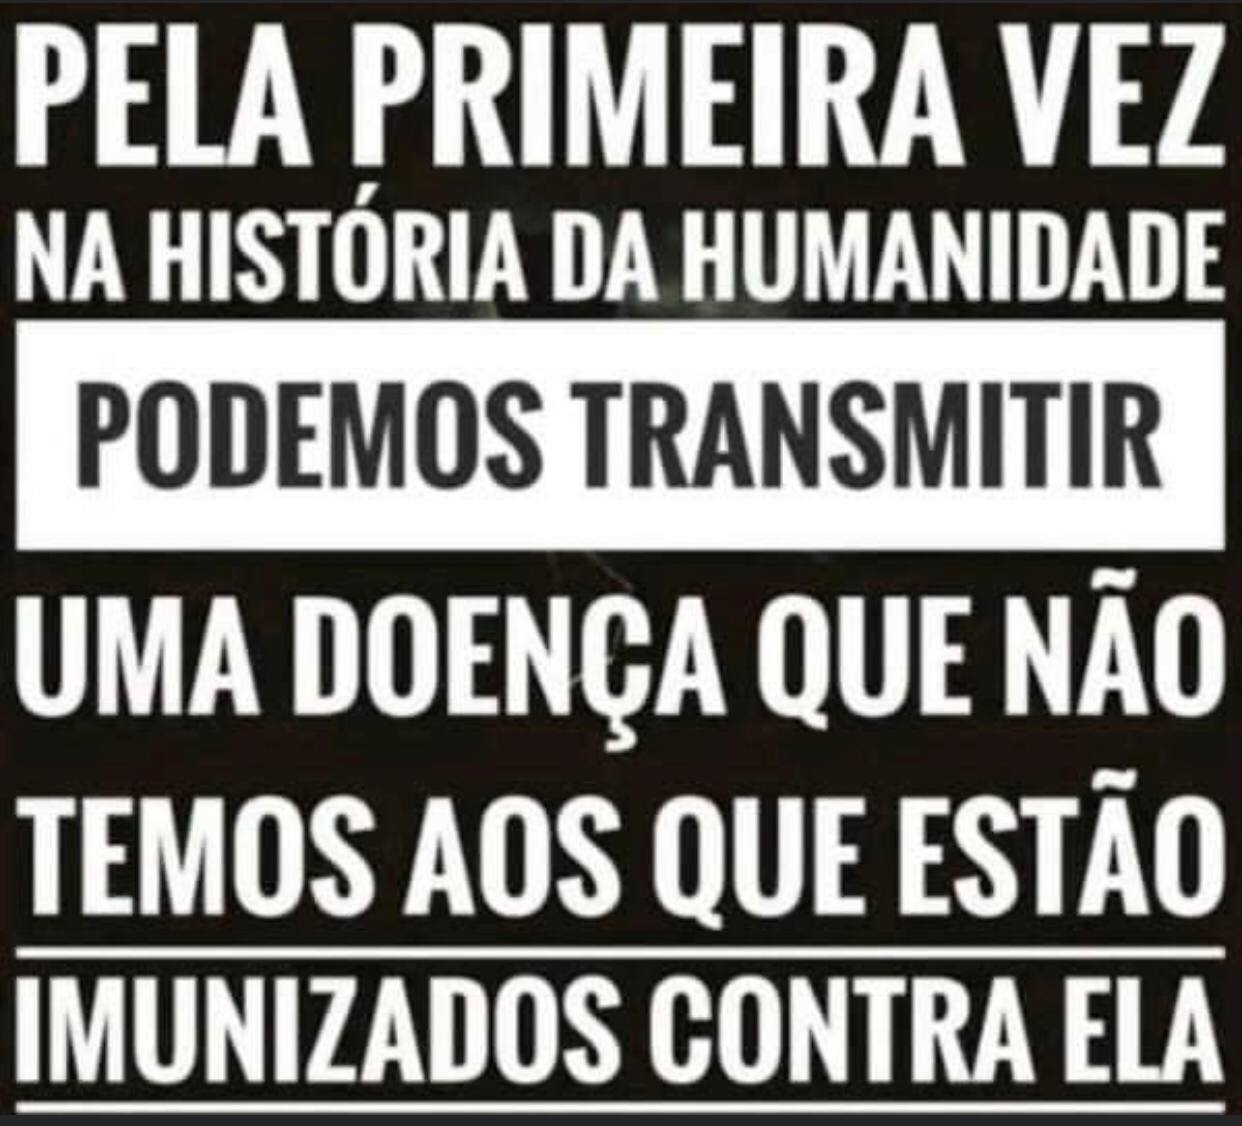 PELA PRIMEIRA VEZ
NA HISTÓRIA DA HUMANIDADE
PODEMOS TRANSMITIR
UMA DOENÇA QUE NÃO
TEMOS AOS QUE ESTÃO
IMUNIZADOS CONTRA ELA